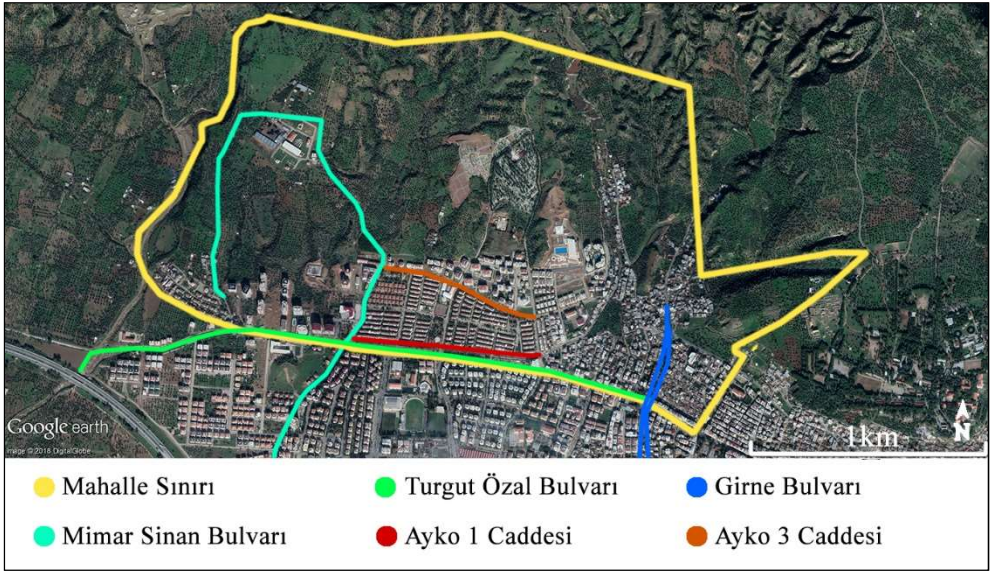 Google earth
image © 2016 DigitalGlobe
N
1km
Mahalle Sınırı
Turgut Özal Bulvarı
Girne Bulvarı
Mimar Sinan Bulvarı
Ayko 1 Caddesi
Ayko 3 Caddesi